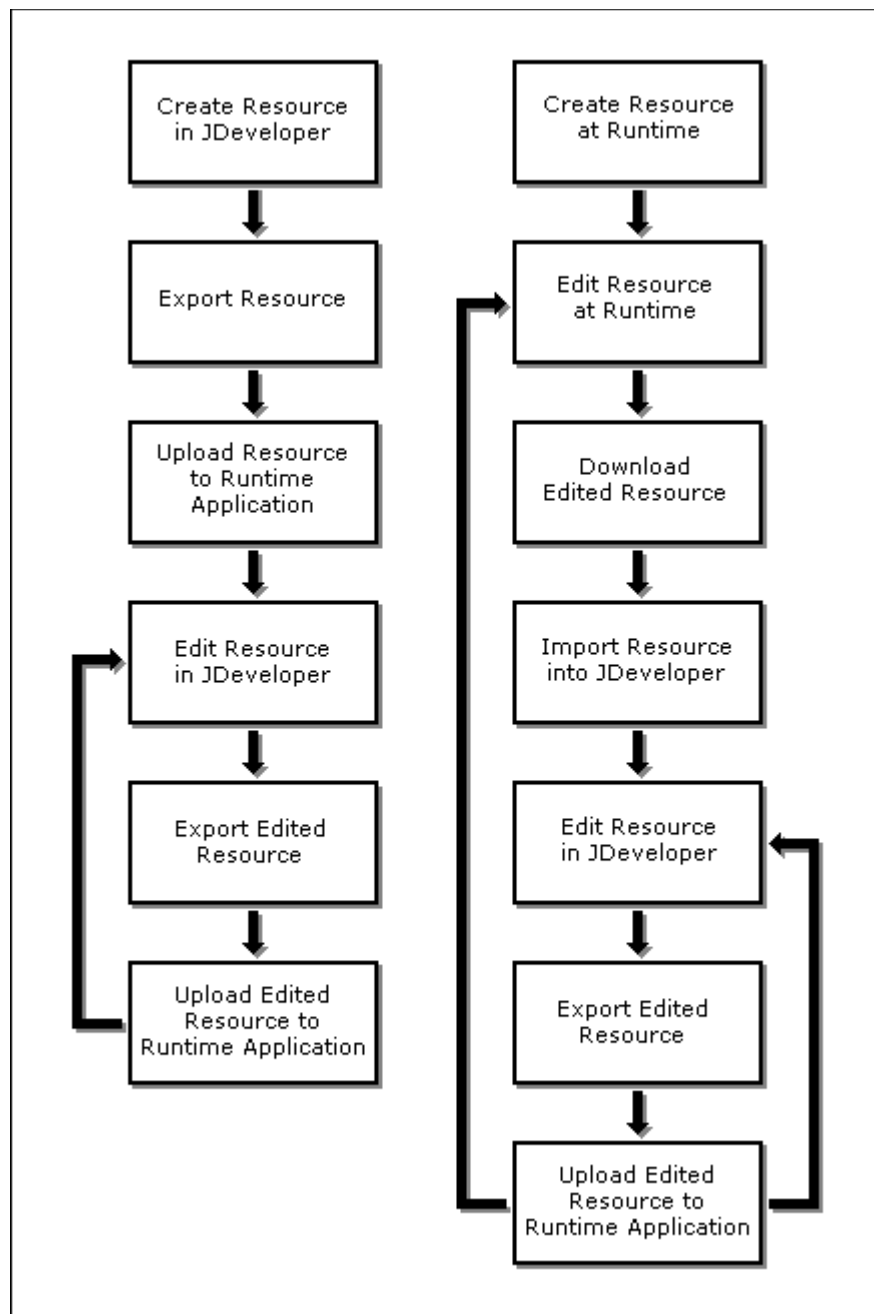 Create Resource
in JDeveloper
Export Resource
Upload Resource
to Runtime
Application
Edit Resource
in JDeveloper
Export Edited
Resource
Upload Edited
Resource to
Runtime Application
Create Resource
at Runtime
Edit Resource
at Runtime
Download
Edited Resource
Import Resource
into JDeveloper
Edit Resource
in JDeveloper
Export Edited
Resource
Upload Edited
Resource to
Runtime Application